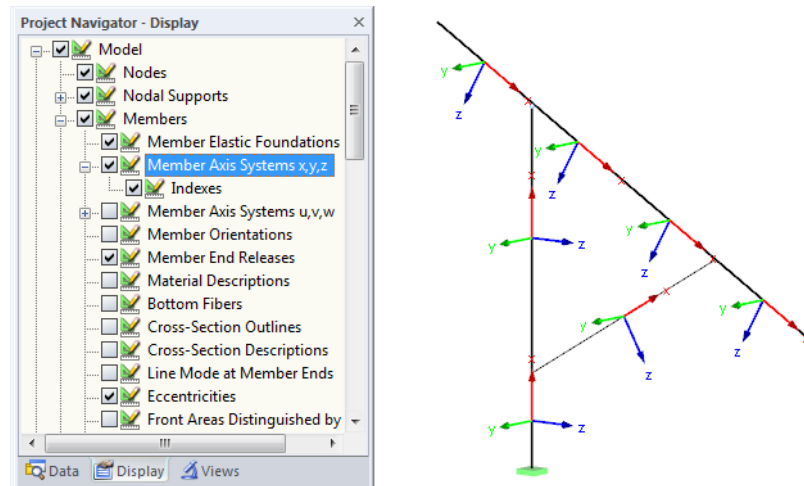 Project Navigator - Display
Model
Nodes
Nodal Supports
Members
Member Elastic Foundations
Member Axis Systems x,y,z
Indexes
Member Axis Systems u,v,w
Member Orientations
Member End Releases
Material Descriptions
Bottom Fibers
Cross-Section Outlines
Cross-Section Descriptions
Line Mode at Member Ends
Eccentricities
Front Areas Distinguished by
Data Display Views
y
x
z
y
x
z
x
y
z
y
z
x
x
y
z
y
z
x
y
z